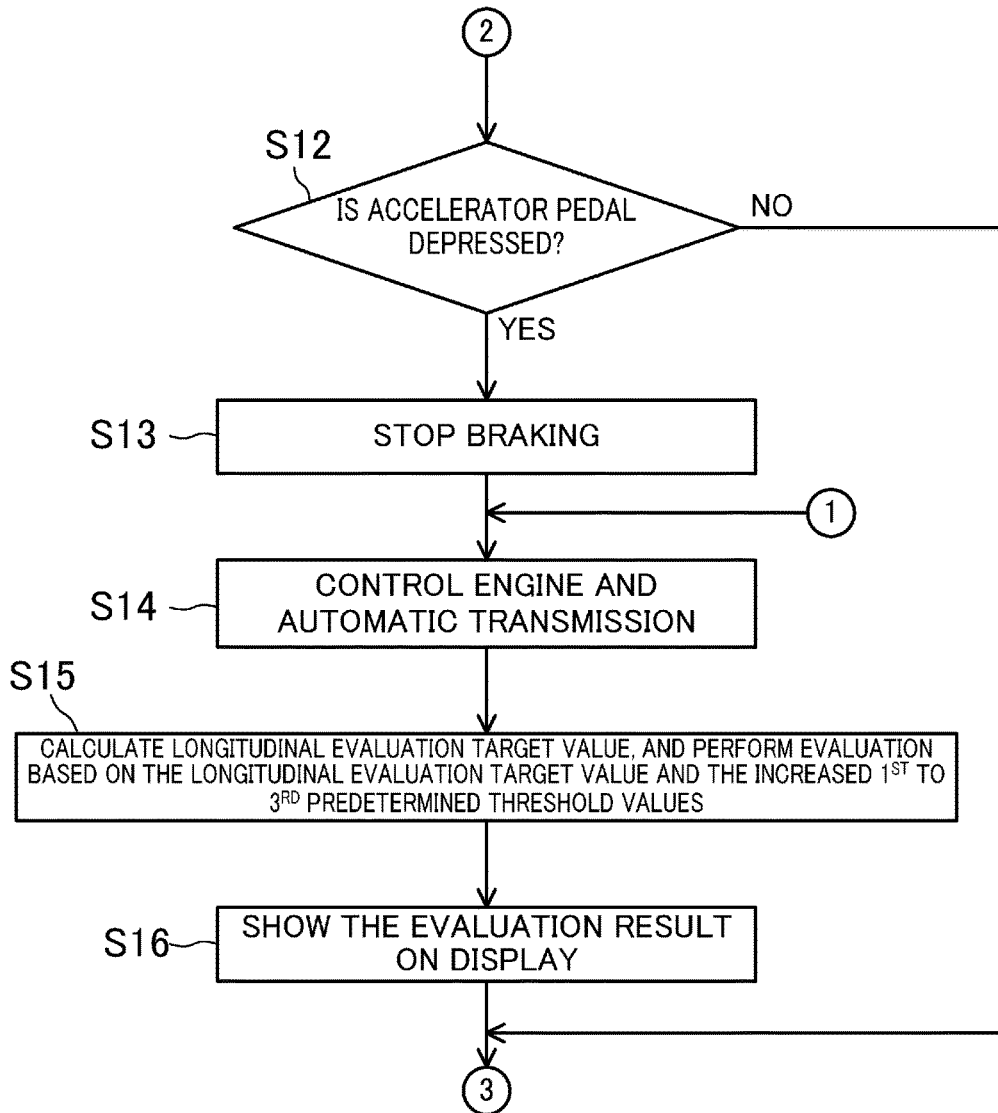 2
S12
IS ACCELERATOR PEDAL
DEPRESSED?
NO
YES
S13
STOP BRAKING
1
S14
CONTROL ENGINE AND
AUTOMATIC TRANSMISSION
S15
CALCULATE LONGITUDINAL EVALUATION TARGET VALUE, AND PERFORM EVALUATION
BASED ON THE LONGITUDINAL EVALUATION TARGET VALUE AND THE INCREASED 1ST TO
3RD PREDETERMINED THRESHOLD VALUES
S16
SHOW THE EVALUATION RESULT
ON DISPLAY
3